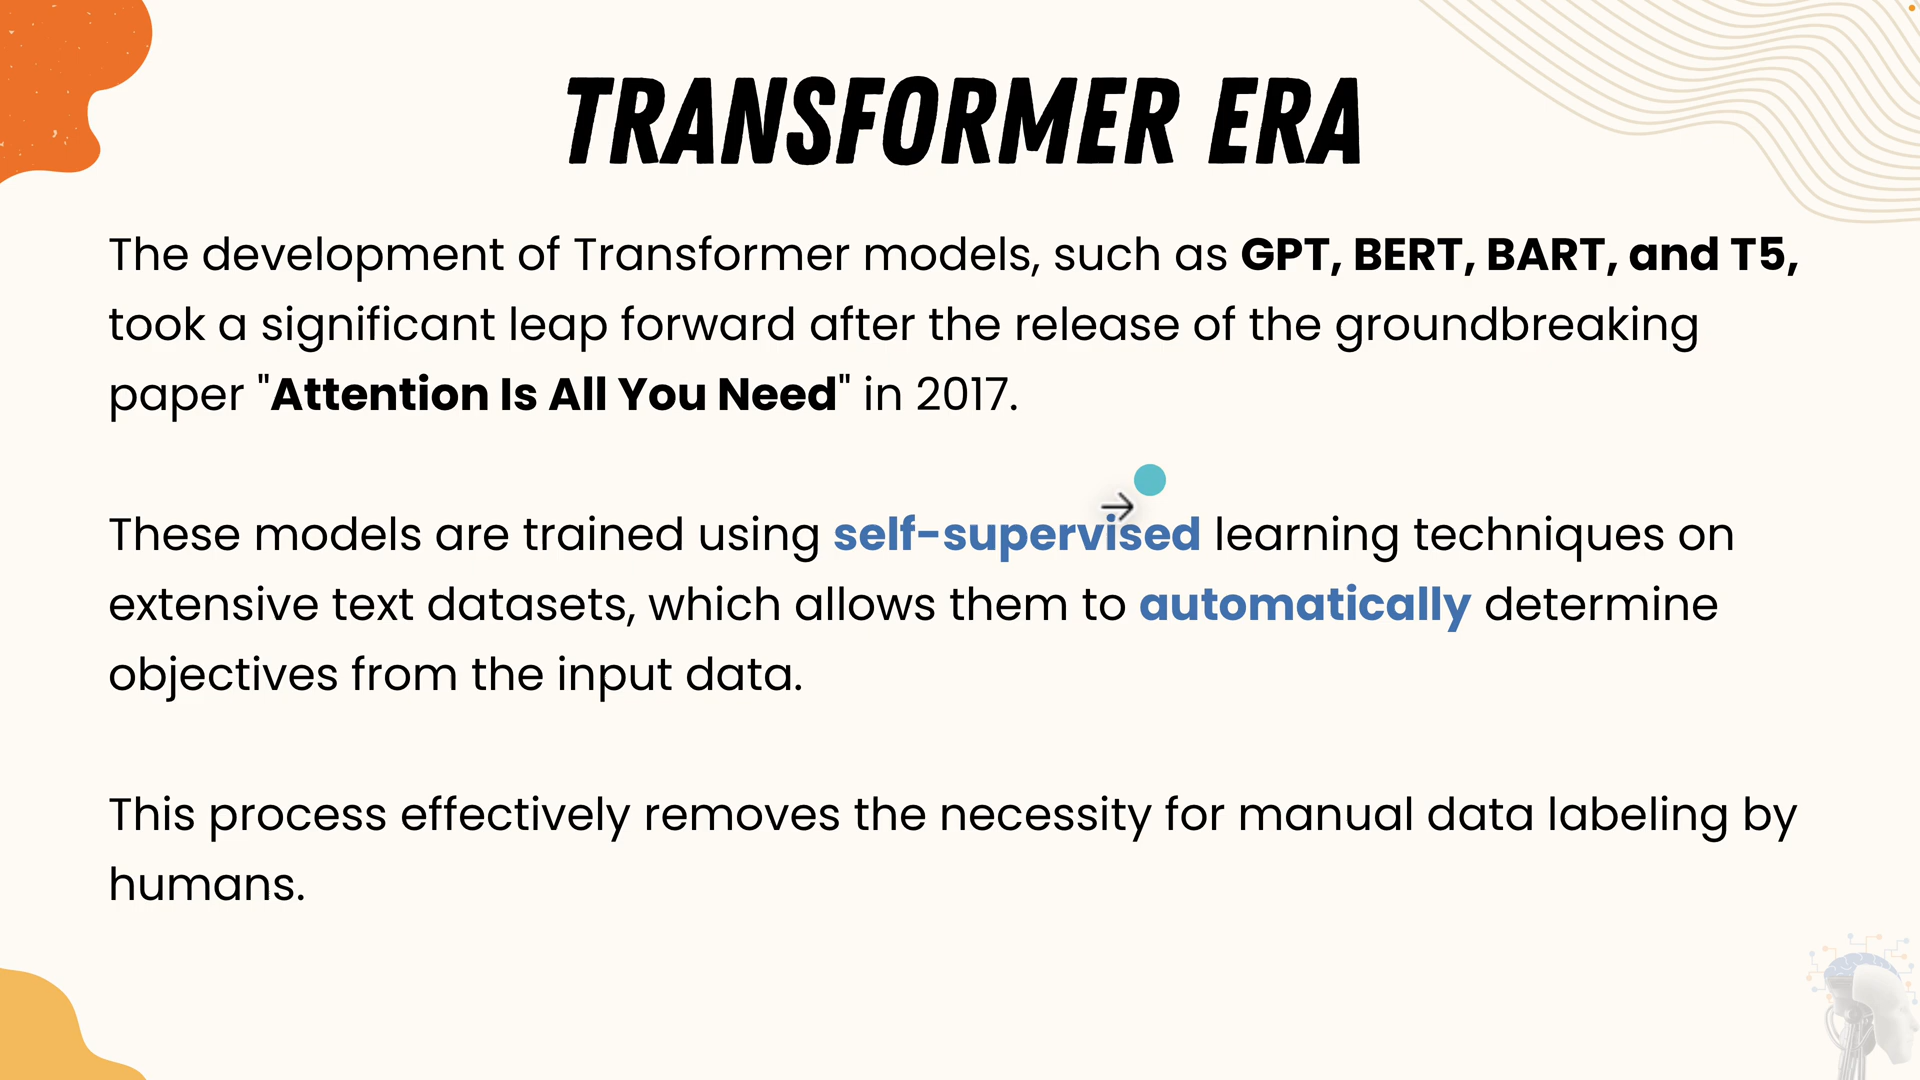 TRANSFORMER ERA
The development of Transformer models, such as GPT, BERT, BART, and T5,
took a significant leap forward after the release of the groundbreaking
paper "Attention Is All You Need" in 2017.
These models are trained using self-supervised learning techniques on
extensive text datasets, which allows them to automatically determine
objectives from the input data.
This process effectively removes the necessity for manual data labeling by
humans.